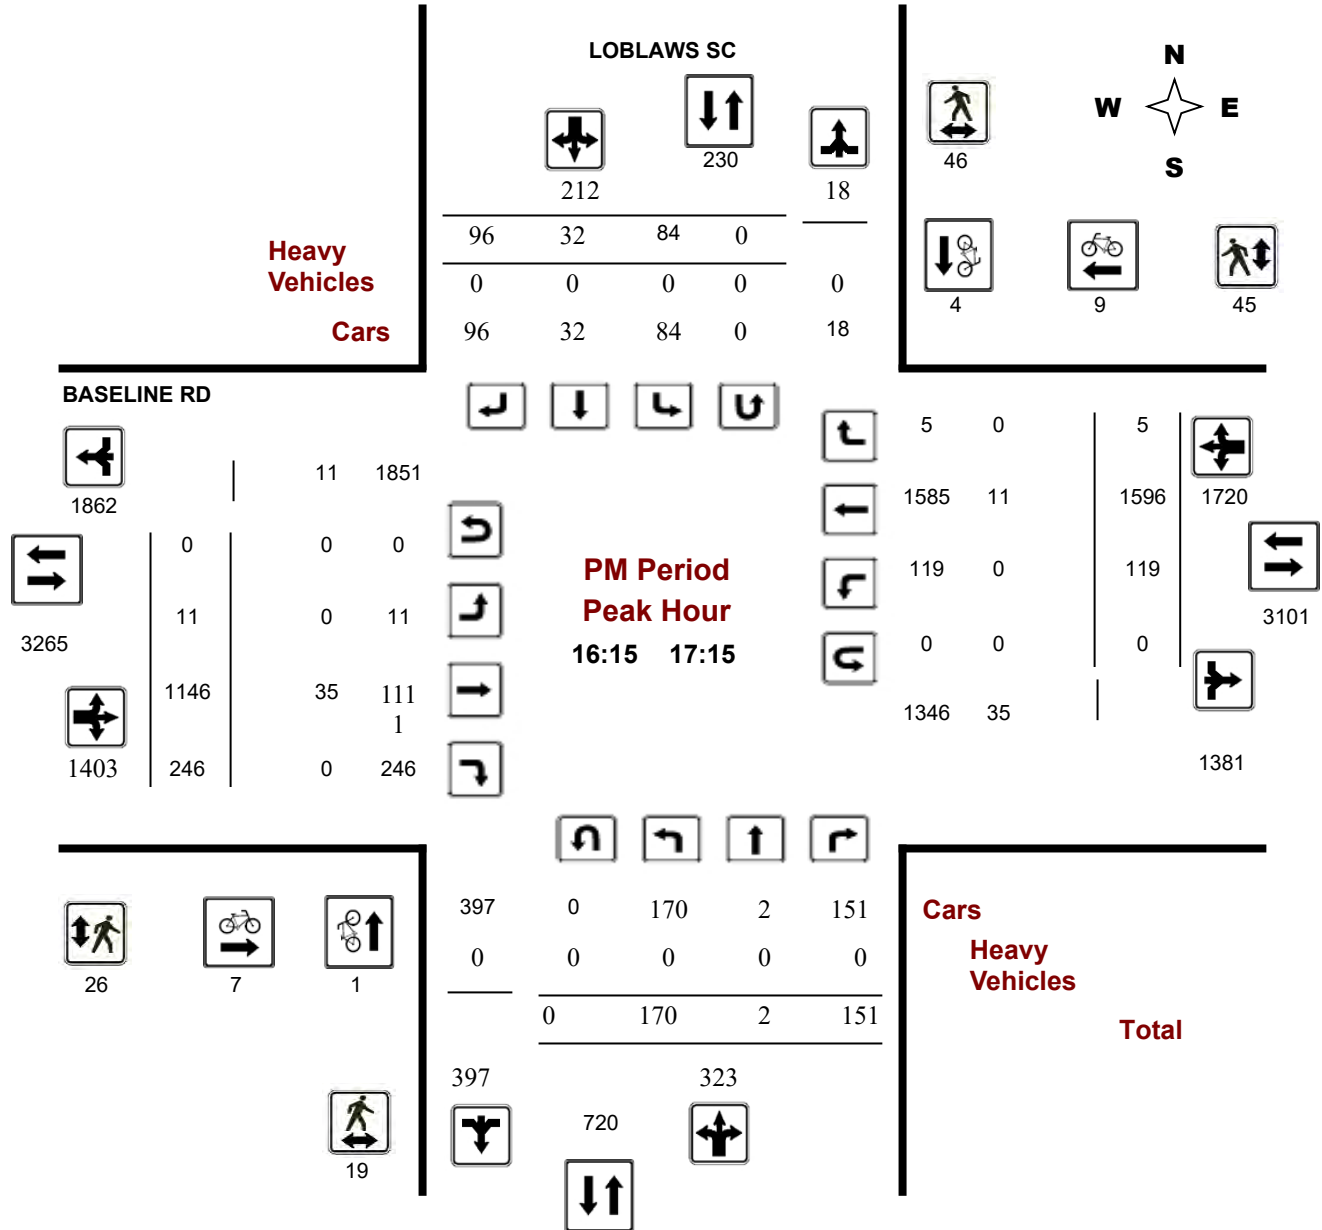 LOBLAWS SC
N
W E
S
230
46
212
18
96 32 84 0
Heavy
Vehicles
0 0 0 0 0
Cars
96 32 84 0 18
4 9 45
BASELINE RD
5 0 5
11 1851
1862
1585 11 1596 1720
0 0 0
PM Period
119 0 119
11 0 11
Peak Hour
3101
3265
16:15 17:15
0 0 0
1146 35 111
1
1346 35
1403 246 0 246
1381
397 0 170 2 151
Cars
0 0 0 0 0
Heavy
Vehicles
26 7 1
0 170 2 151
Total
397 323
720
19